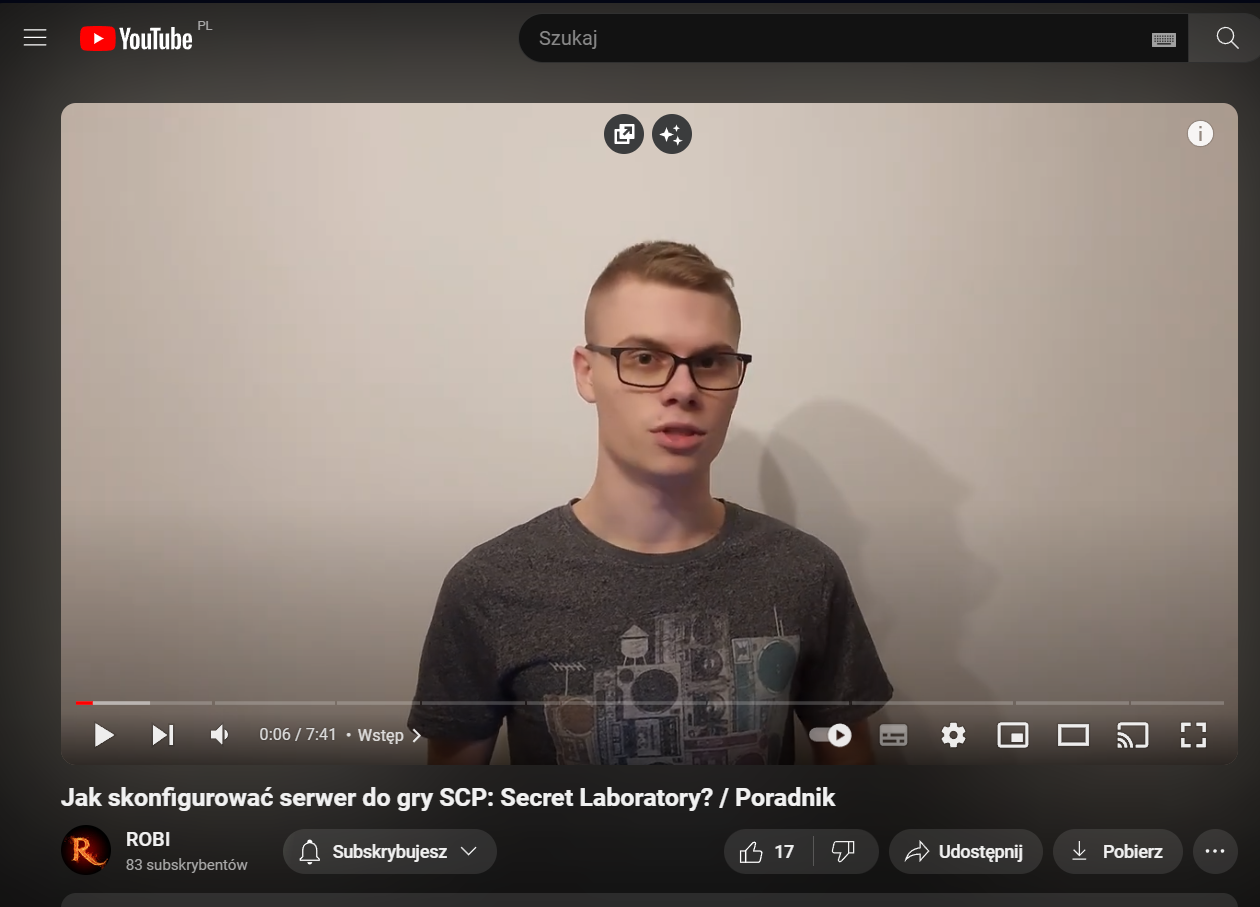 YouTube PL
Szukaj
0:06 / 7:41 • Wstęp
Jak skonfigurować serwer do gry SCP: Secret Laboratory? / Poradnik
R
ROBI
83 subskrybentów
Subskrybujesz
17
Udostępnij
Pobierz